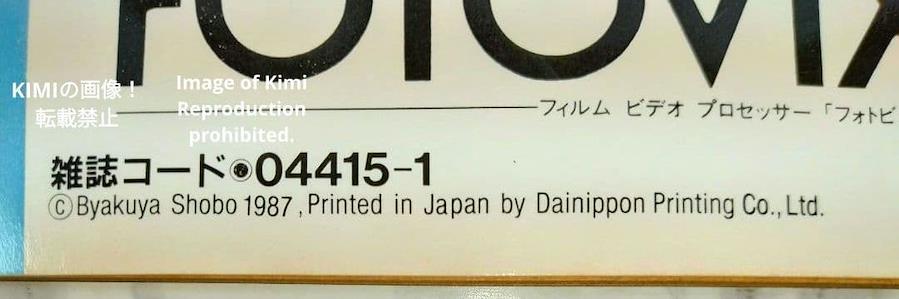 FOTOVIX
フィルム ビデオ プロセッサー「フォトビ
KIMIの画像！
転載禁止
Image of Kimi
Reproduction
prohibited.
雑誌コード 04415-1
©Byakuya Shobo 1987, Printed in Japan by Dainippon Printing Co., Ltd.